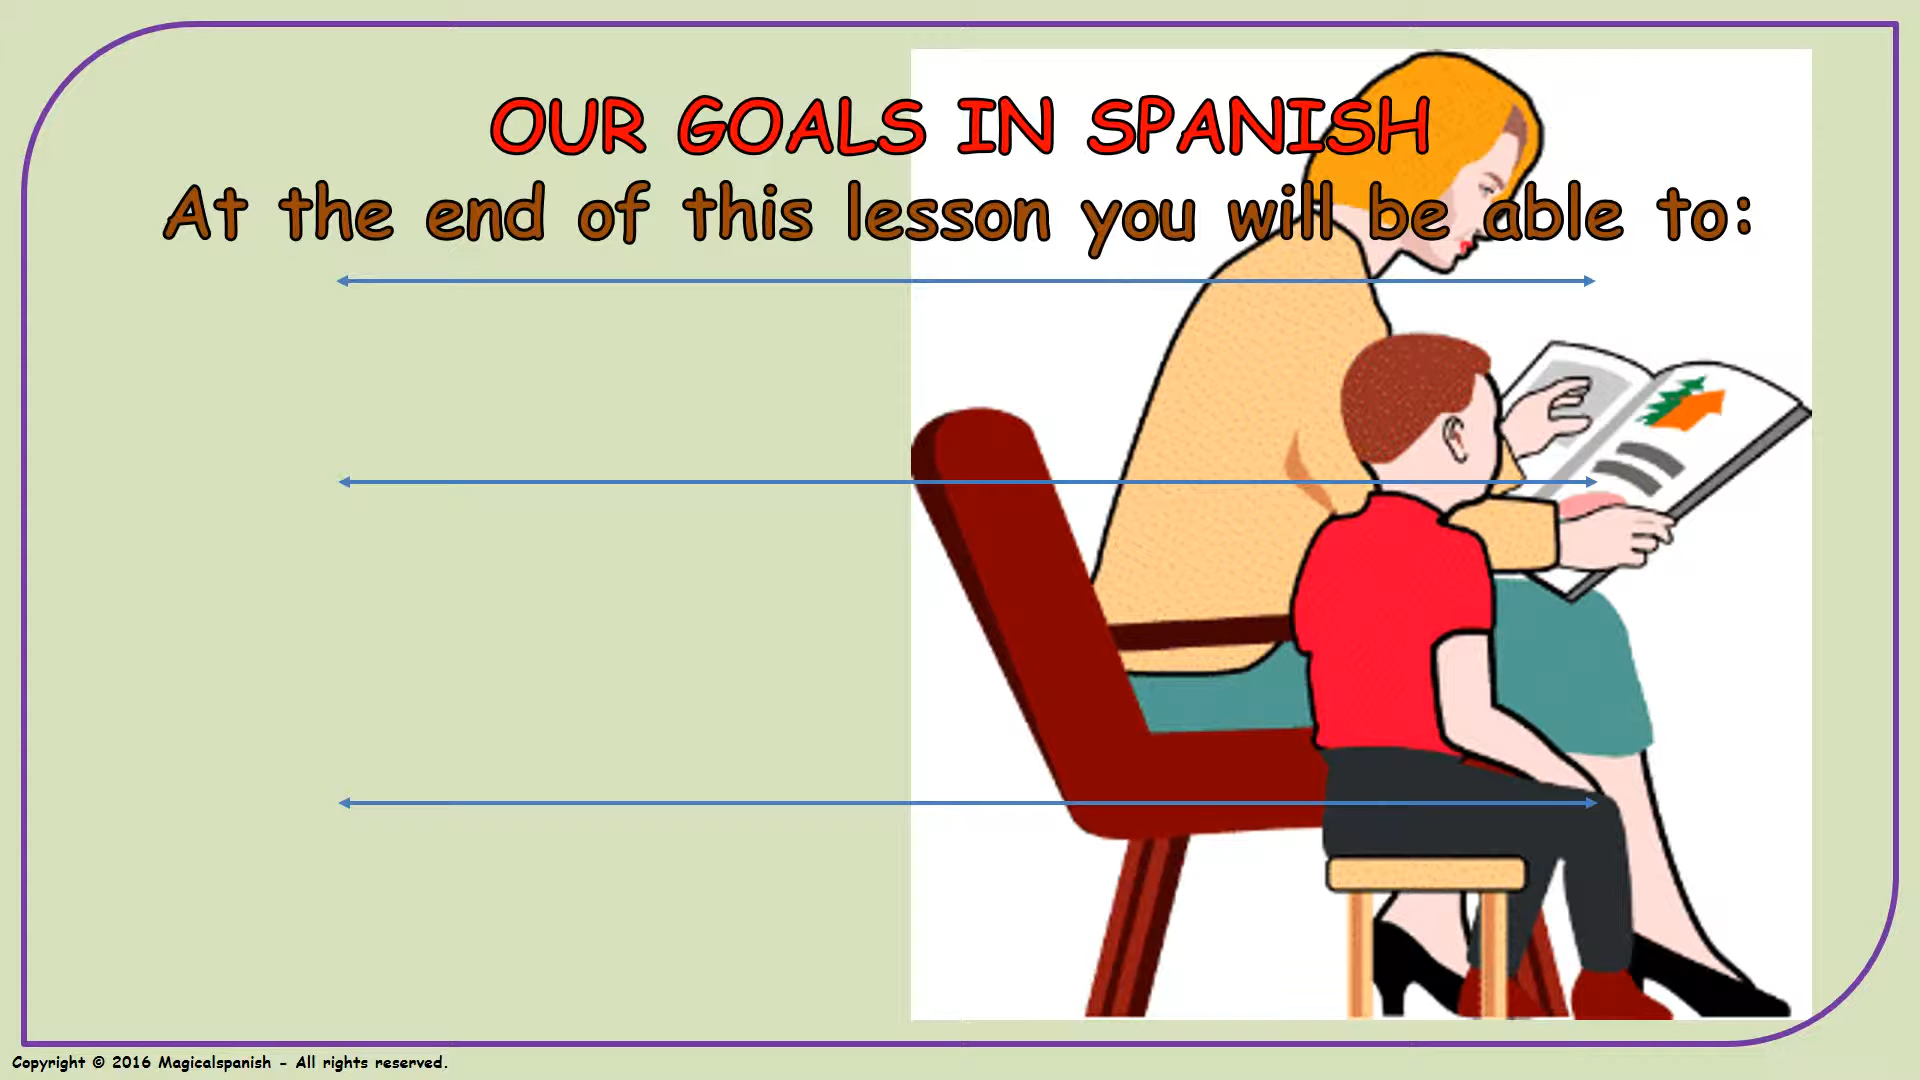 OUR GOALS IN SPANISH
At the end of this lesson you will be able to:
Copyright © 2016 Magicalspanish - All rights reserved.